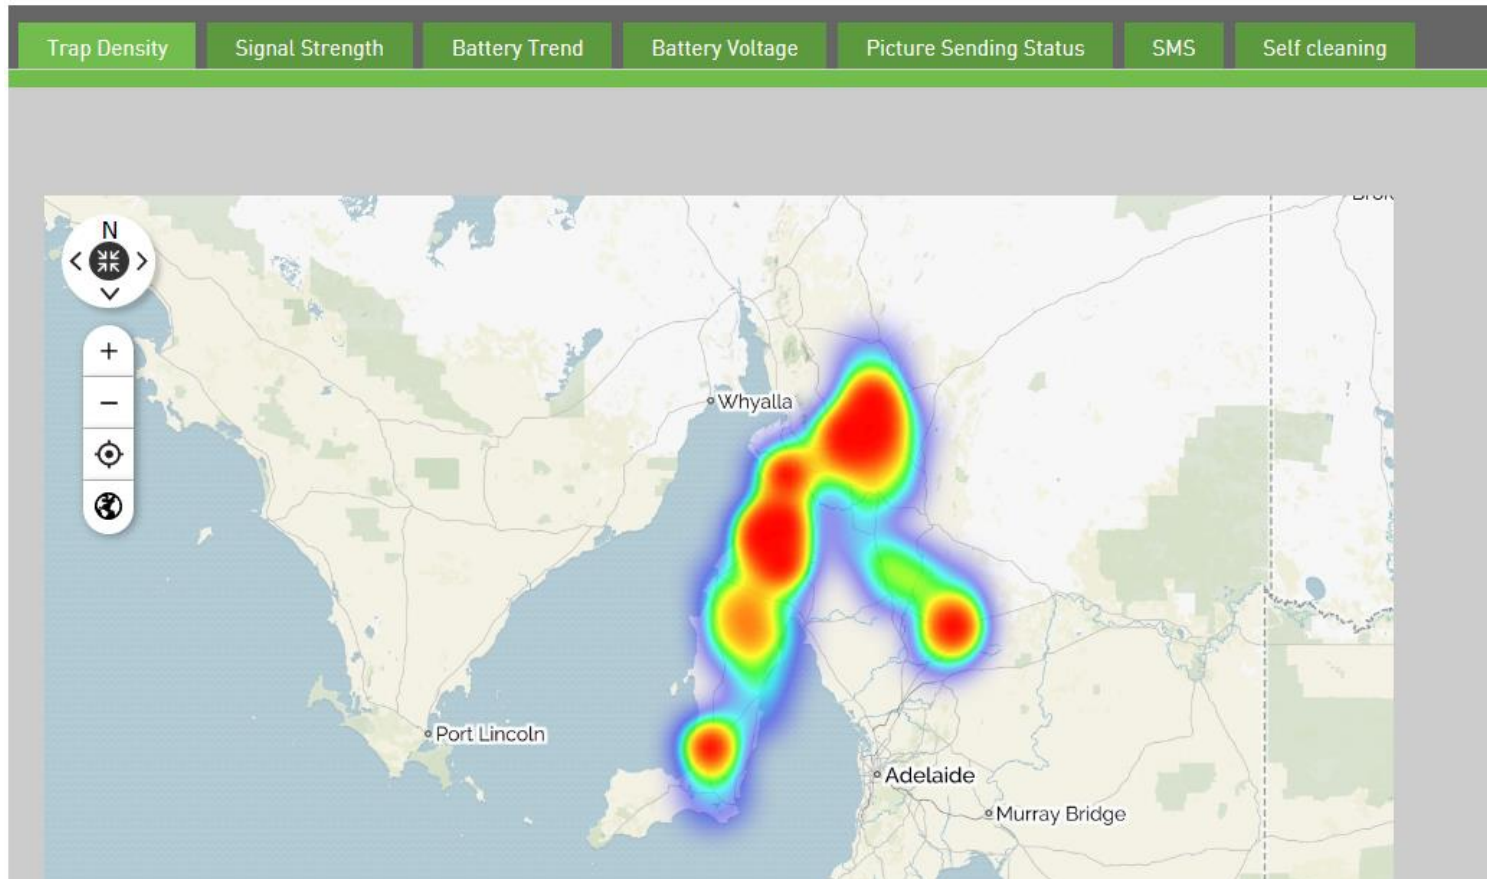 Trap Density Signal Strength Battery Trend Battery Voltage Picture Sending Status SMS Self cleaning
N
Whyalla
Port Lincoln
Adelaide
Murray Bridge